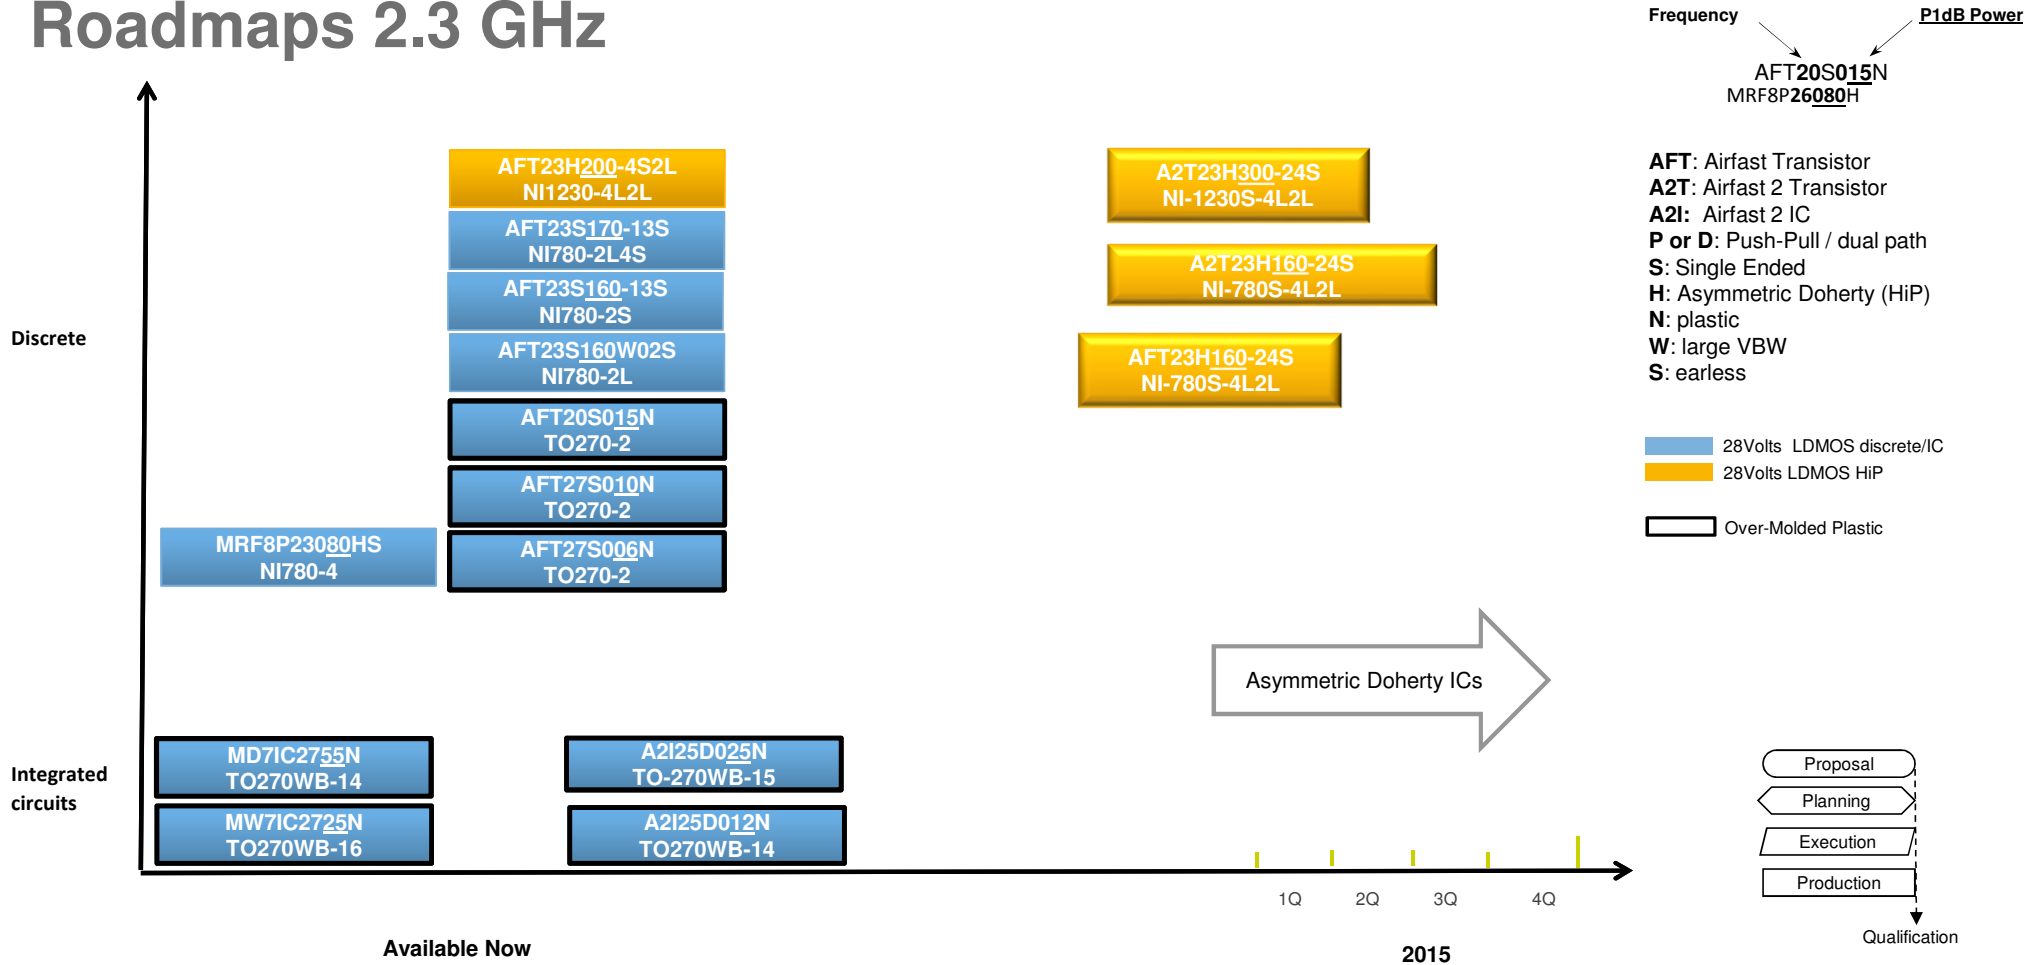 Roadmaps 2.3 GHz
Frequency
P1dB Power
AFT20S015N
MRF8P26080H
AFT: Airfast Transistor
A2T: Airfast 2 Transistor
A2I: Airfast 2 IC
P or D: Push-Pull / dual path
S: Single Ended
H: Asymmetric Doherty (HiP)
N: plastic
W: large VBW
S: earless
28Volts LDMOS discrete/IC
28Volts LDMOS HiP
Over-Molded Plastic
Discrete
AFT23H200-4S2L
NI1230-4L2L
AFT23S170-13S
NI780-2L4S
AFT23S160-13S
NI780-2S
AFT23S160W02S
NI780-2L
AFT20S015N
TO270-2
AFT27S010N
TO270-2
AFT27S006N
TO270-2
MRF8P23080HS
NI780-4
A2T23H300-24S
NI-1230S-4L2L
A2T23H160-24S
NI-780S-4L2L
AFT23H160-24S
NI-780S-4L2L
Asymmetric Doherty ICs
Integrated
circuits
MD7IC2755N
TO270WB-14
MW7IC2725N
TO270WB-16
A2I25D025N
TO-270WB-15
A2I25D012N
TO270WB-14
1Q
2Q
3Q
4Q
Available Now
2015
Proposal
Planning
Execution
Production
Qualification